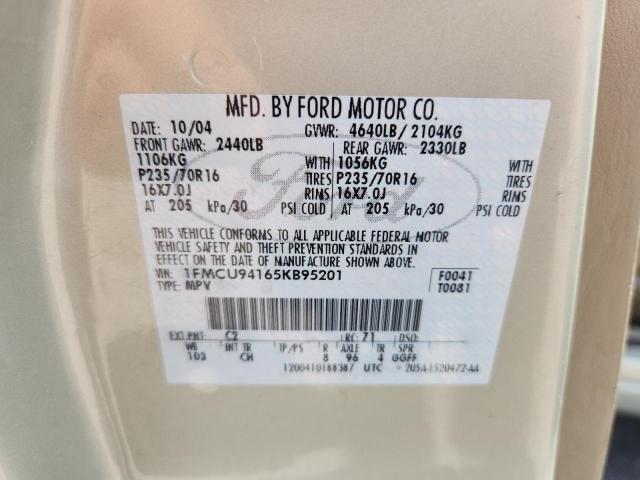 MFD. BY FORD MOTOR CO.
DATE: 10/04 GVWR: 4640LB/ 2104KG
FRONT GAWR: 2440LB REAR GAWR: 2330LB
1106KG WITH 1056KG WITH
P235/70R16 TIRES P235/70R16 TIRES
16X7.0J RIMS 16X7.0J RIMS
AT 205 kPa/30 PSI COLD AT 205 kPa/30 PSI COLD
Ford
THIS VEHICLE CONFORMS TO ALL APPLICABLE FEDERAL MOTOR
VEHICLE SAFETY AND THEFT PREVENTION STANDARDS IN
EFFECT ON THE DATE OF MANUFACTURE SHOWN ABOVE.
VIN: 1FMCU94165KB95201 F0041
TYPE: MPV T0081
EXT PNT: C2 RC: 71 DSO:
WB INT TR TP/PS R AXLE TR SPR
103 CH 8 96 4 GGFF
UTC